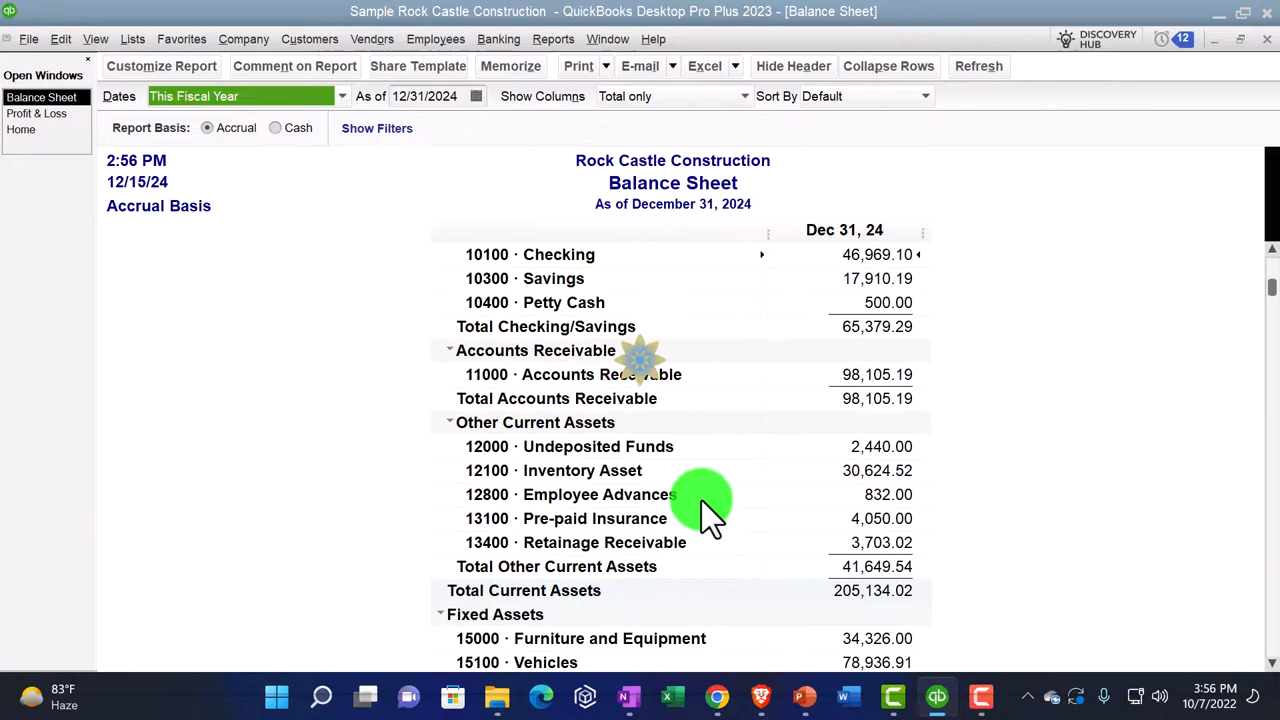 Sample Rock Castle Construction - QuickBooks Desktop Pro Plus 2023 - [Balance Sheet]
File Edit View Lists Favorites Company Customers Vendors Employees Banking Reports Window Help
DISCOVERY HUB 12
Open Windows
Balance Sheet
Profit & Loss
Home
Customize Report Comment on Report Share Template Memorize Print E-mail Excel Hide Header Collapse Rows Refresh
Dates This Fiscal Year As of 12/31/2024 Show Columns Total only Sort By Default
Report Basis: Accrual Cash Show Filters
2:56 PM
12/15/24
Accrual Basis
Rock Castle Construction
Balance Sheet
As of December 31, 2024
Dec 31, 24
10100 · Checking 46,969.10
10300 · Savings 17,910.19
10400 · Petty Cash 500.00
Total Checking/Savings 65,379.29
Accounts Receivable
11000 · Accounts Receivable 98,105.19
Total Accounts Receivable 98,105.19
Other Current Assets
12000 · Undeposited Funds 2,440.00
12100 · Inventory Asset 30,624.52
12800 · Employee Advances 832.00
13100 · Pre-paid Insurance 4,050.00
13400 · Retainage Receivable 3,703.02
Total Other Current Assets 41,649.54
Total Current Assets 205,134.02
Fixed Assets
15000 · Furniture and Equipment 34,326.00
15100 · Vehicles 78,936.91
83°F
Haze
3:56 PM
10/7/2022